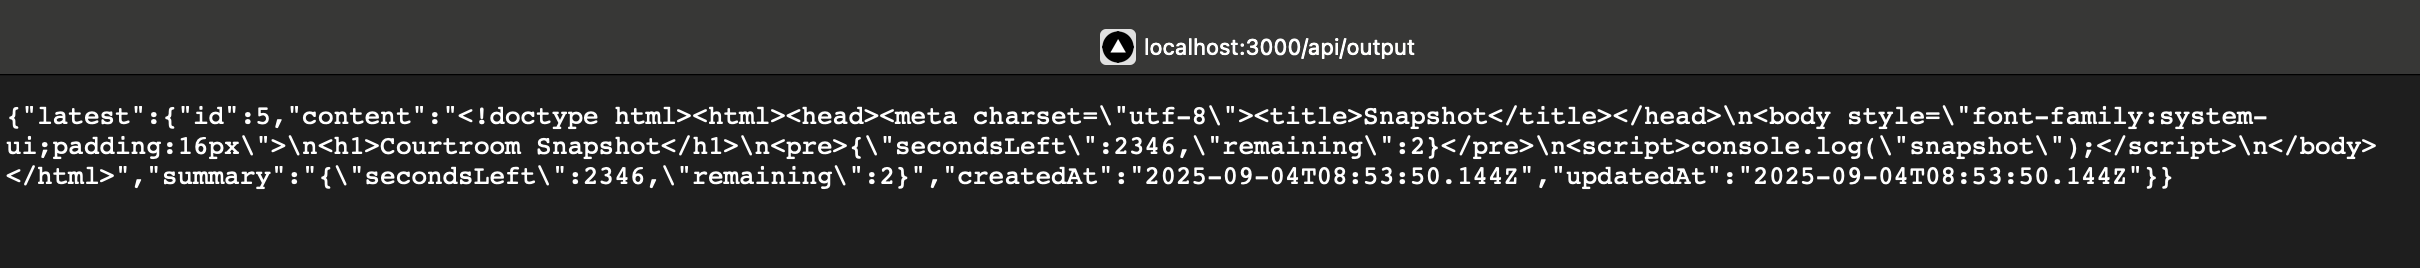 localhost:3000/api/output
{"latest":{"id":5,"content":"<!doctype html><html><head><meta charset=\"utf-8\"><title>Snapshot</title></head>\n<body style=\"font-family:system-
ui;padding:16px\">\n<h1>Courtroom Snapshot</h1>\n<pre>{\"secondsLeft\":2346,\"remaining\":2}</pre>\n<script>console.log(\"snapshot\");</script>\n</body>
</html>","summary":"{\"secondsLeft\":2346,\"remaining\":2}","createdAt":"2025-09-04T08:53:50.144Z","updatedAt":"2025-09-04T08:53:50.144Z"}}